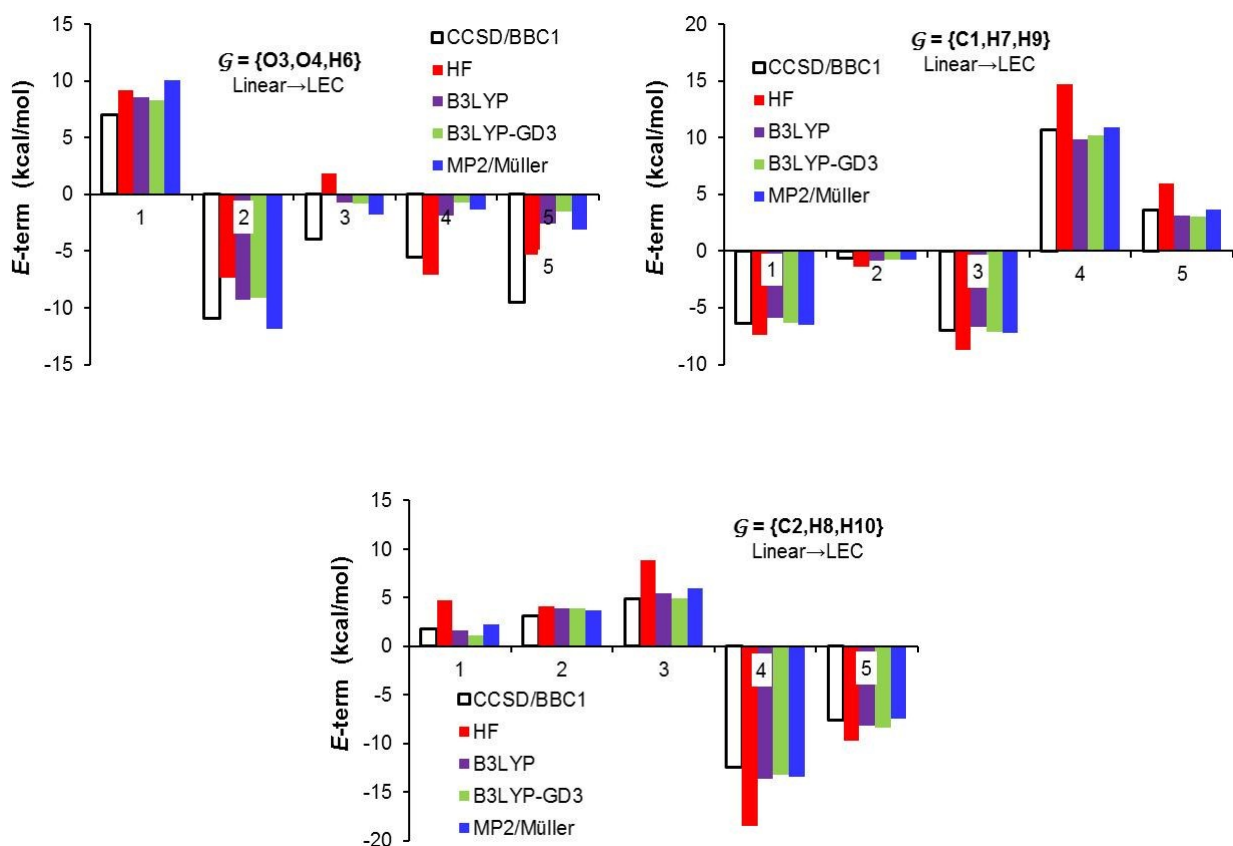 E-term (kcal/mol)
15
10
5
0
-5
-10
-15
1
2
3
4
5
5
𝒢 = {O3,O4,H6}
Linear→LEC
CCSD/BBC1
HF
B3LYP
B3LYP-GD3
MP2/Müller
E-term (kcal/mol)
20
15
10
5
0
-5
-10
1
2
3
4
5
CCSD/BBC1
HF
B3LYP
B3LYP-GD3
MP2/Müller
𝒢 = {C1,H7,H9}
Linear→LEC
E-term (kcal/mol)
15
10
5
0
-5
-10
-15
-20
1
2
3
4
5
𝒢 = {C2,H8,H10}
Linear→LEC
CCSD/BBC1
HF
B3LYP
B3LYP-GD3
MP2/Müller